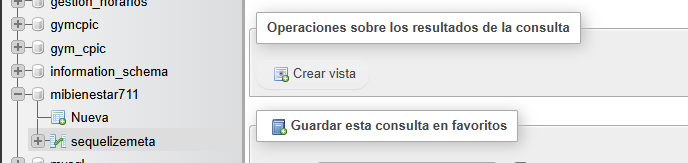 gestion_horarios
gymcpic
gym_cpic
information_schema
mibienestar711
Nueva
sequelizemeta
Operaciones sobre los resultados de la consulta
Crear vista
Guardar esta consulta en favoritos